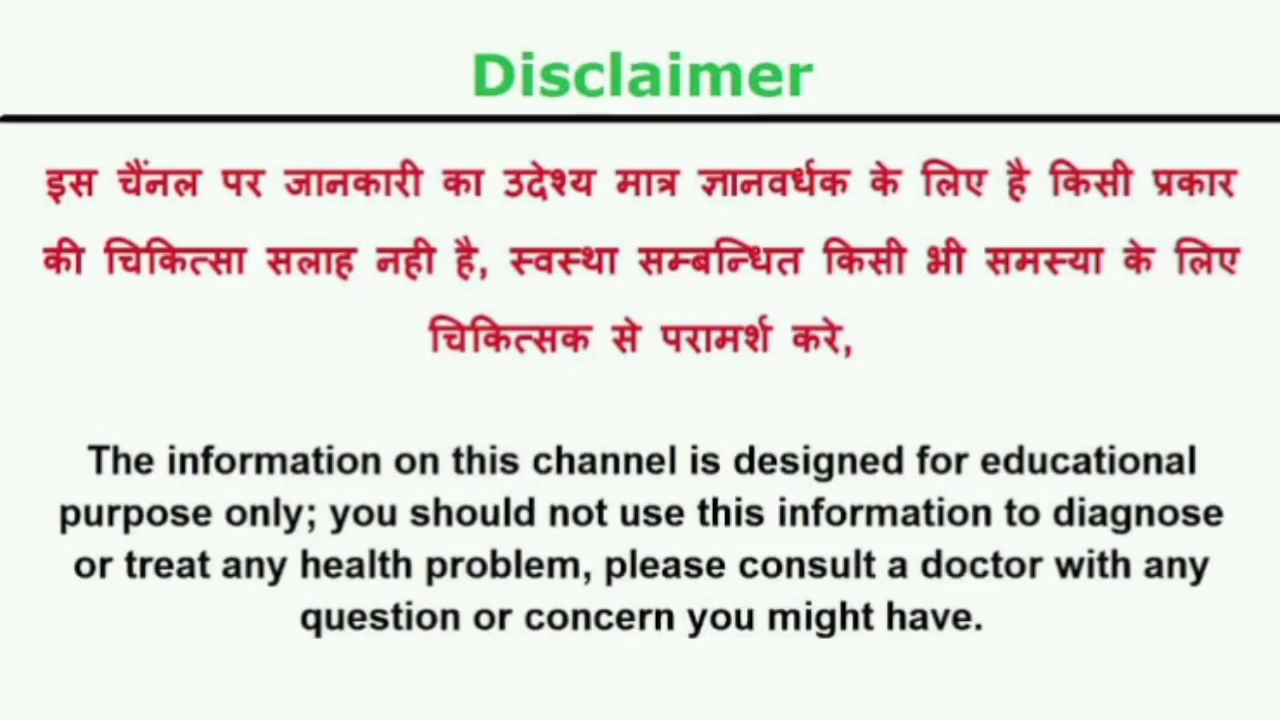 Disclaimer
इस चैंनल पर जानकारी का उदेश्य मात्र ज्ञानवर्धक के लिए है किसी प्रकार
की चिकित्सा सलाह नही है, स्वस्था सम्बन्धित किसी भी समस्या के लिए
चिकित्सक से परामर्श करे,
The information on this channel is designed for educational
purpose only; you should not use this information to diagnose
or treat any health problem, please consult a doctor with any
question or concern you might have.